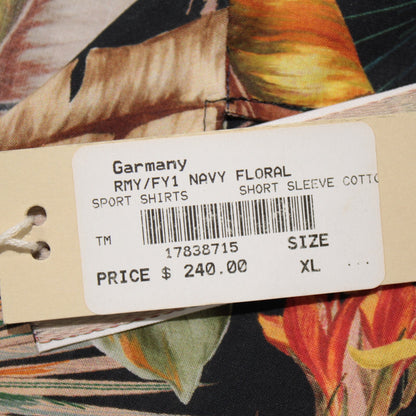 Garmany
RMY/FY1 NAVY FLORAL
SPORT SHIRTS SHORT SLEEVE COTTO
TM
17838715 SIZE
PRICE $ 240.00 XL ...